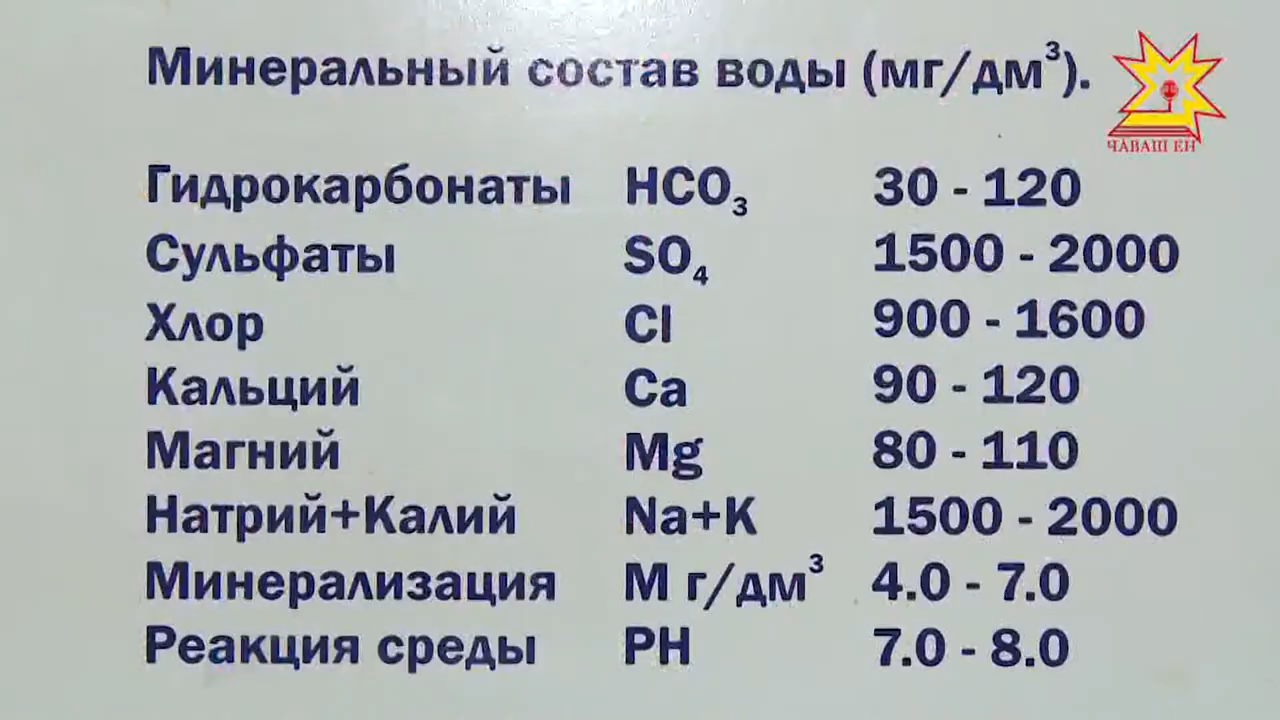 Минеральный состав воды (мг/дм³).
ЧӐВАШ ЕН
Гидрокарбонаты HCO₃ 30 - 120
Сульфаты SO₄ 1500 - 2000
Хлор Cl 900 - 1600
Кальций Ca 90 - 120
Магний Mg 80 - 110
Натрий+Калий Na+K 1500 - 2000
Минерализация М г/дм³ 4.0 - 7.0
Реакция среды PH 7.0 - 8.0